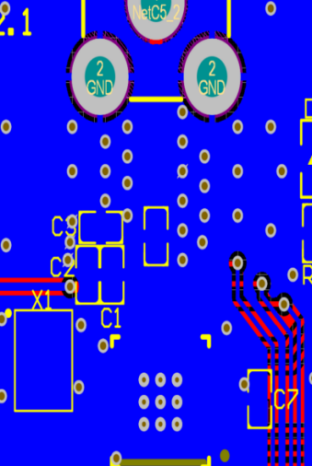 2.1
NetC5_2
2
GND
2
GND
C3
C2
X1
C1
R
C7